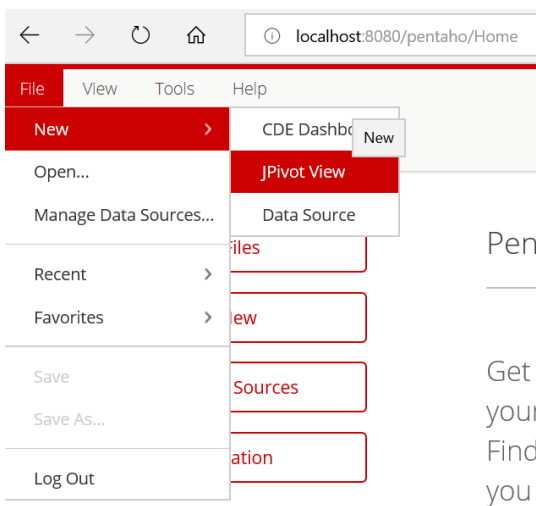 localhost:8080/pentaho/Home
File View Tools Help
New
CDE Dashbo
New
Open...
JPivot View
Manage Data Sources...
Data Source
Files
Pen
Recent
Favorites
ew
Save
Sources
Get
Save As...
your
ation
Find
Log Out
you